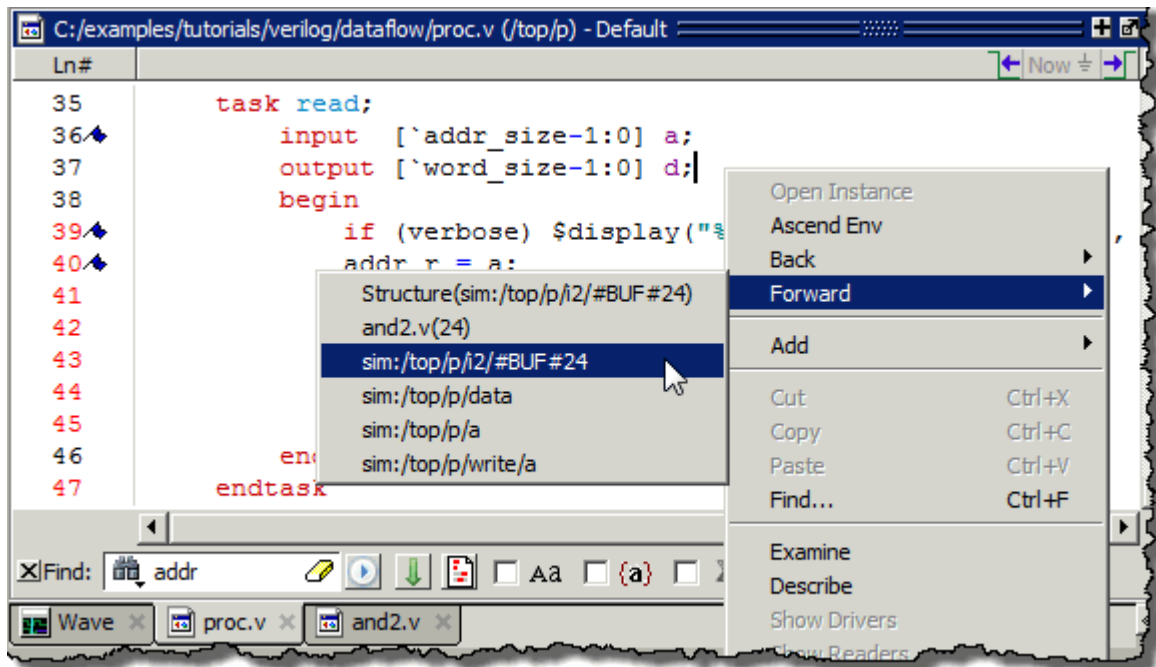 C:/examples/tutorials/verilog/dataflow/proc.v (/top/p) - Default
Ln#
Now
35 task read;
36 input [`addr_size-1:0] a;
37 output [`word_size-1:0] d;
38 begin
39 if (verbose) $display("% ,
40 addr_r = a;
41
42
43
44
45
46 en
47 endtask
Open Instance
Ascend Env
Back
Forward
Add
Cut Ctrl+X
Copy Ctrl+C
Paste Ctrl+V
Find... Ctrl+F
Examine
Describe
Show Drivers
Show Readers
Structure(sim:/top/p/i2/#BUF#24)
and2.v(24)
sim:/top/p/i2/#BUF#24
sim:/top/p/data
sim:/top/p/a
sim:/top/p/write/a
Find: addr Aa {a}
Wave proc.v and2.v